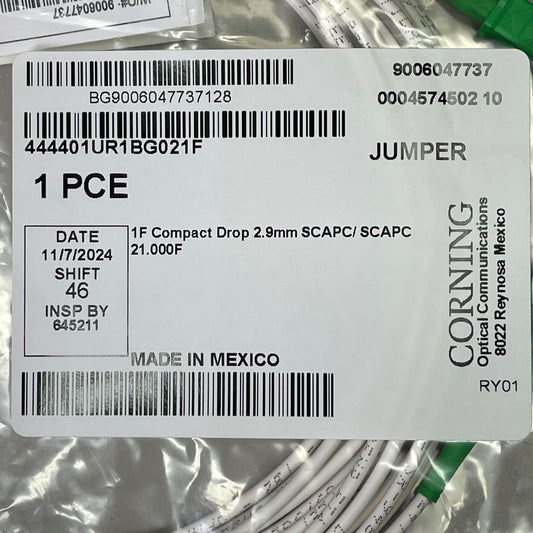 W/O#: 9006047737
BG9006047737128
9006047737
0004574502 10
444401UR1BG021F
JUMPER
1 PCE
DATE
11/7/2024
SHIFT
46
INSP BY
645211
1F Compact Drop 2.9mm SCAPC/ SCAPC
21.000F
CORNING
Optical Communications
8022 Reynosa Mexico
MADE IN MEXICO
RY01